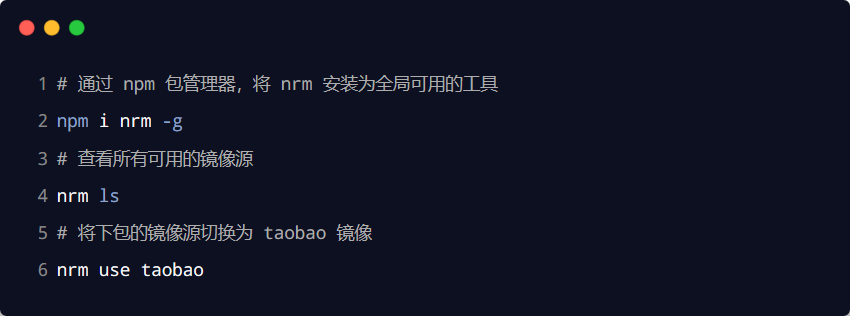 1 # 通过 npm 包管理器，将 nrm 安装为全局可用的工具
2 npm i nrm -g
3 # 查看所有可用的镜像源
4 nrm ls
5 # 将下包的镜像源切换为 taobao 镜像
6 nrm use taobao